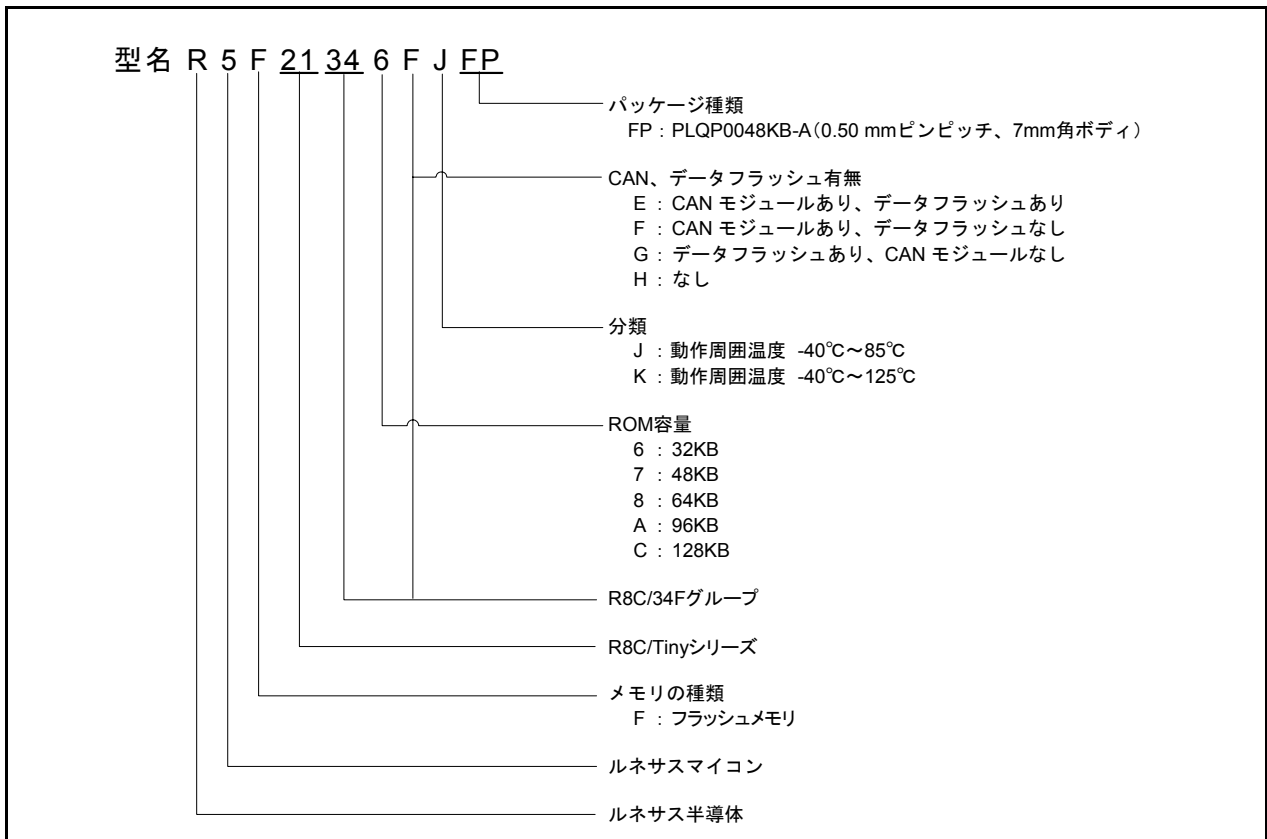 型名 R 5 F 21 34 6 F J FP
パッケージ種類
FP : PLQP0048KB-A(0.50 mmピンピッチ、7mm角ボディ)
CAN、データフラッシュ有無
E : CAN モジュールあり、データフラッシュあり
F : CAN モジュールあり、データフラッシュなし
G : データフラッシュあり、CAN モジュールなし
H : なし
分類
J : 動作周囲温度 -40℃～85℃
K : 動作周囲温度 -40℃～125℃
ROM容量
6 : 32KB
7 : 48KB
8 : 64KB
A : 96KB
C : 128KB
R8C/34Fグループ
R8C/Tinyシリーズ
メモリの種類
F : フラッシュメモリ
ルネサスマイコン
ルネサス半導体